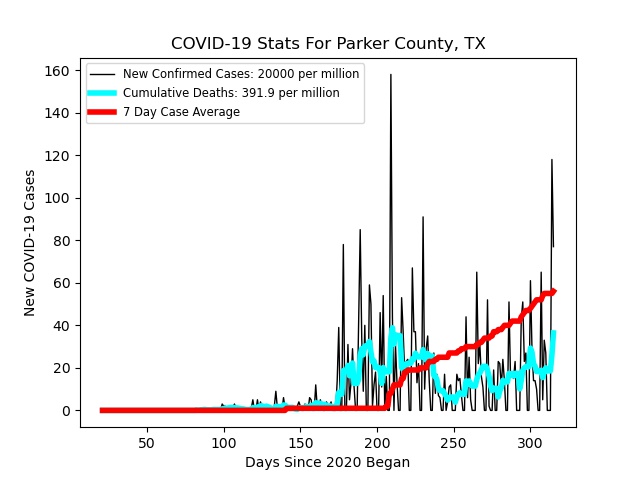 COVID-19 Stats For Parker County, TX
New Confirmed Cases: 20000 per million
Cumulative Deaths: 391.9 per million
7 Day Case Average
New COVID-19 Cases
160
140
120
100
80
60
40
20
0
50 100 150 200 250 300
Days Since 2020 Began